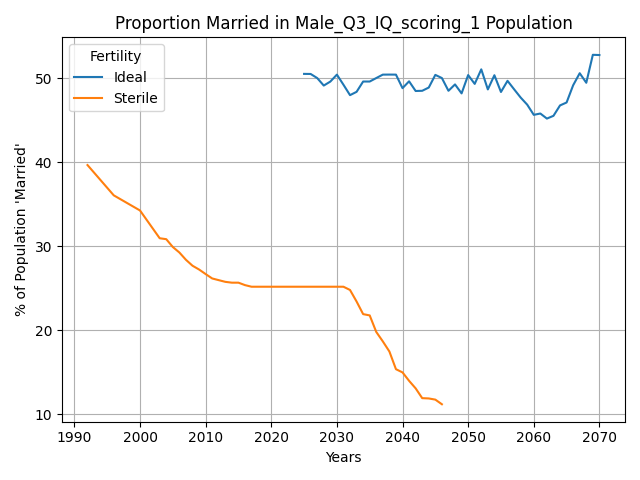 Proportion Married in Male_Q3_IQ_scoring_1 Population
Fertility
Ideal
Sterile
% of Population 'Married'
50
40
30
20
10
1990 2000 2010 2020 2030 2040 2050 2060 2070
Years